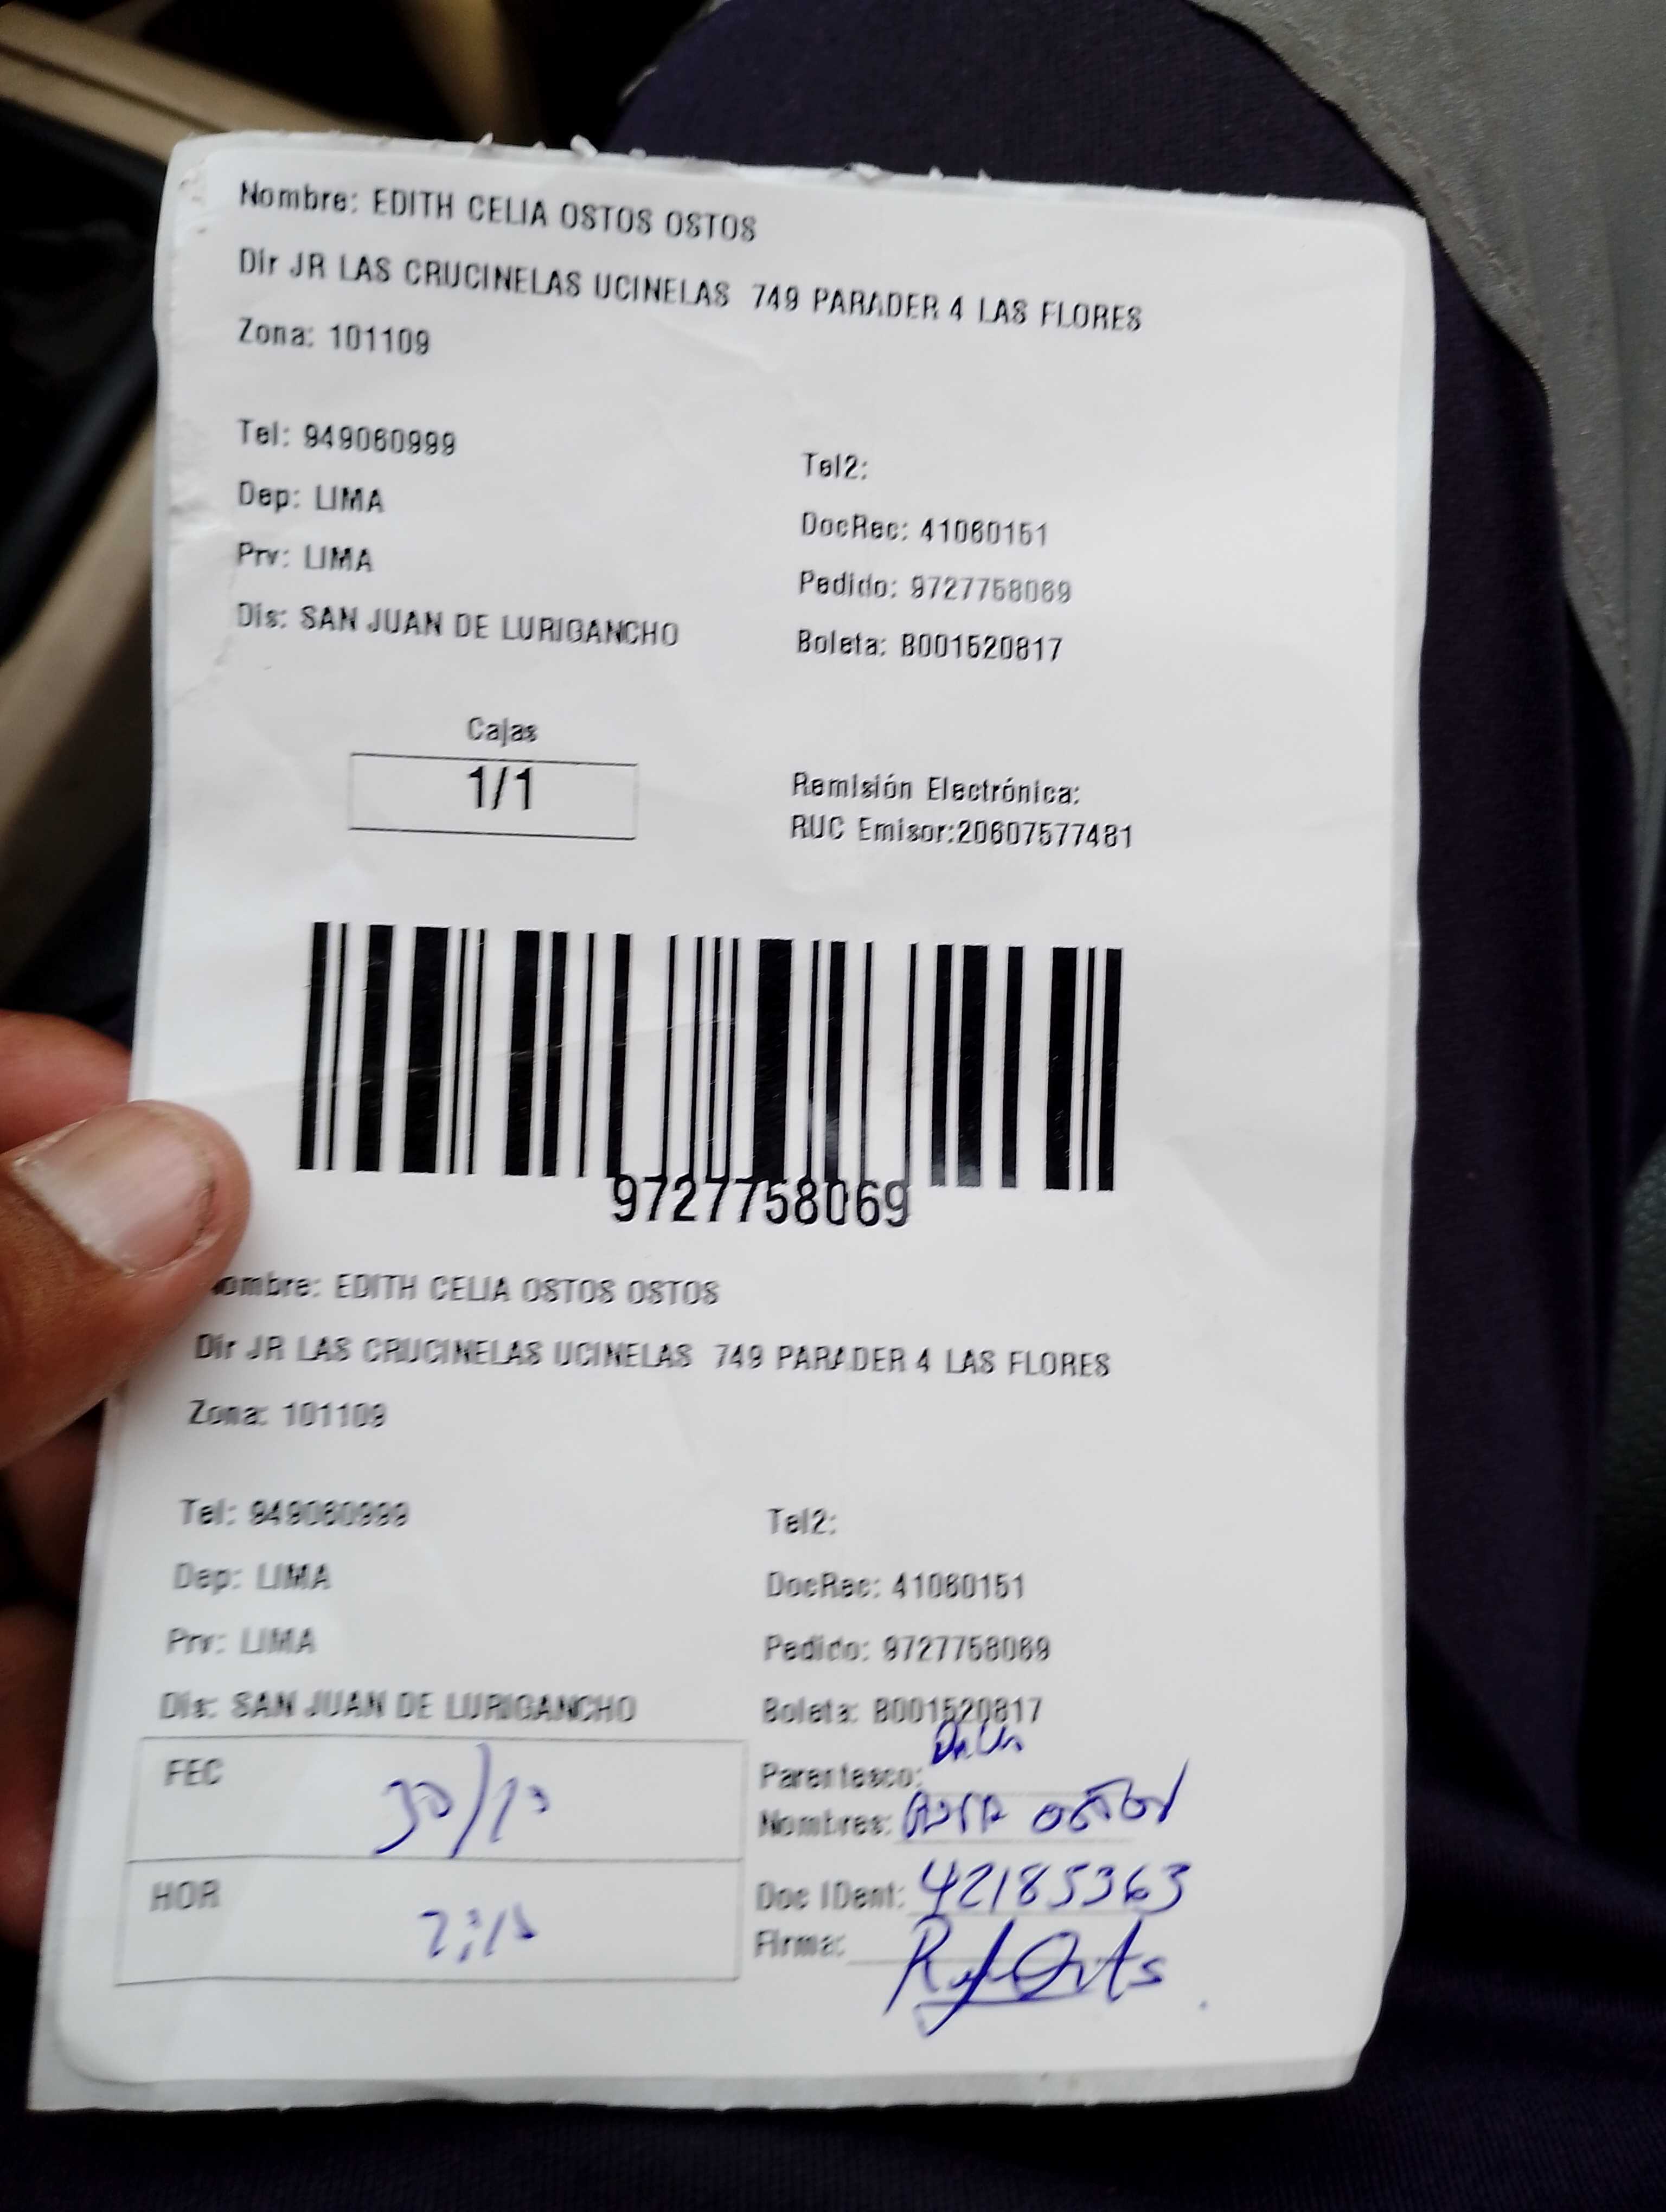 Nombre: EDITH CELIA OSTOS OSTOS
Dir JR LAS CRUCINELAS UCINELAS 749 PARADER 4 LAS FLORES
Zona: 101109
Tel: 949060999
Tel2:
Dep: LIMA
DocRec: 41060151
Prv: LIMA
Pedido: 9727758069
Dis: SAN JUAN DE LURIGANCHO
Boleta: B001520817
Cajas
1/1
Remisión Electrónica:
RUC Emisor:20607577481
9727758069
ombre: EDITH CELIA OSTOS OSTOS
Dir JR LAS CRUCINELAS UCINELAS 749 PARADER 4 LAS FLORES
Zona: 101109
Tel: 949060999
Tel2:
Dep: LIMA
DocRec: 41060151
Prv: LIMA
Pedido: 9727758069
Dis: SAN JUAN DE LURIGANCHO
Boleta: B001520817
FEC
Parentesco:
Nombres:
HOR
Doc IDent: 42185363
Firma: